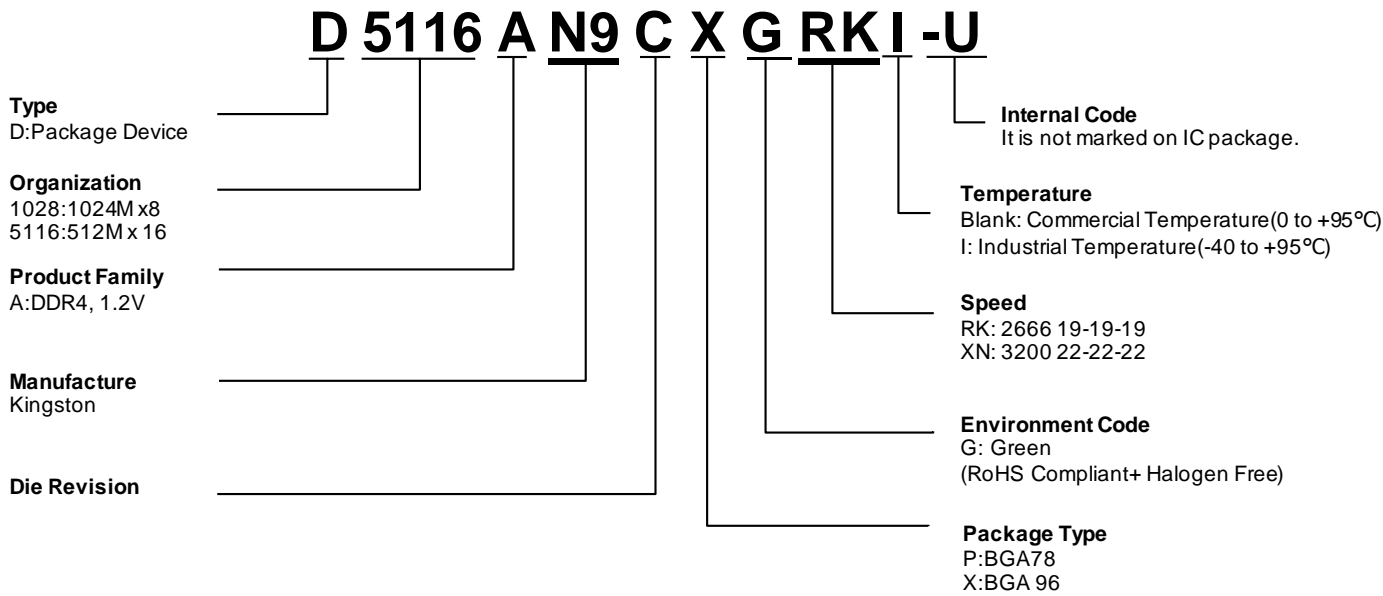 D 5116 A N9 C X G RK I -U
Type
D:Package Device
Organization
1028:1024M x8
5116:512M x 16
Product Family
A:DDR4, 1.2V
Manufacture
Kingston
Die Revision
Internal Code
It is not marked on IC package.
Temperature
Blank: Commercial Temperature(0 to +95℃)
I: Industrial Temperature(-40 to +95℃)
Speed
RK: 2666 19-19-19
XN: 3200 22-22-22
Environment Code
G: Green
(RoHS Compliant+ Halogen Free)
Package Type
P:BGA78
X:BGA 96